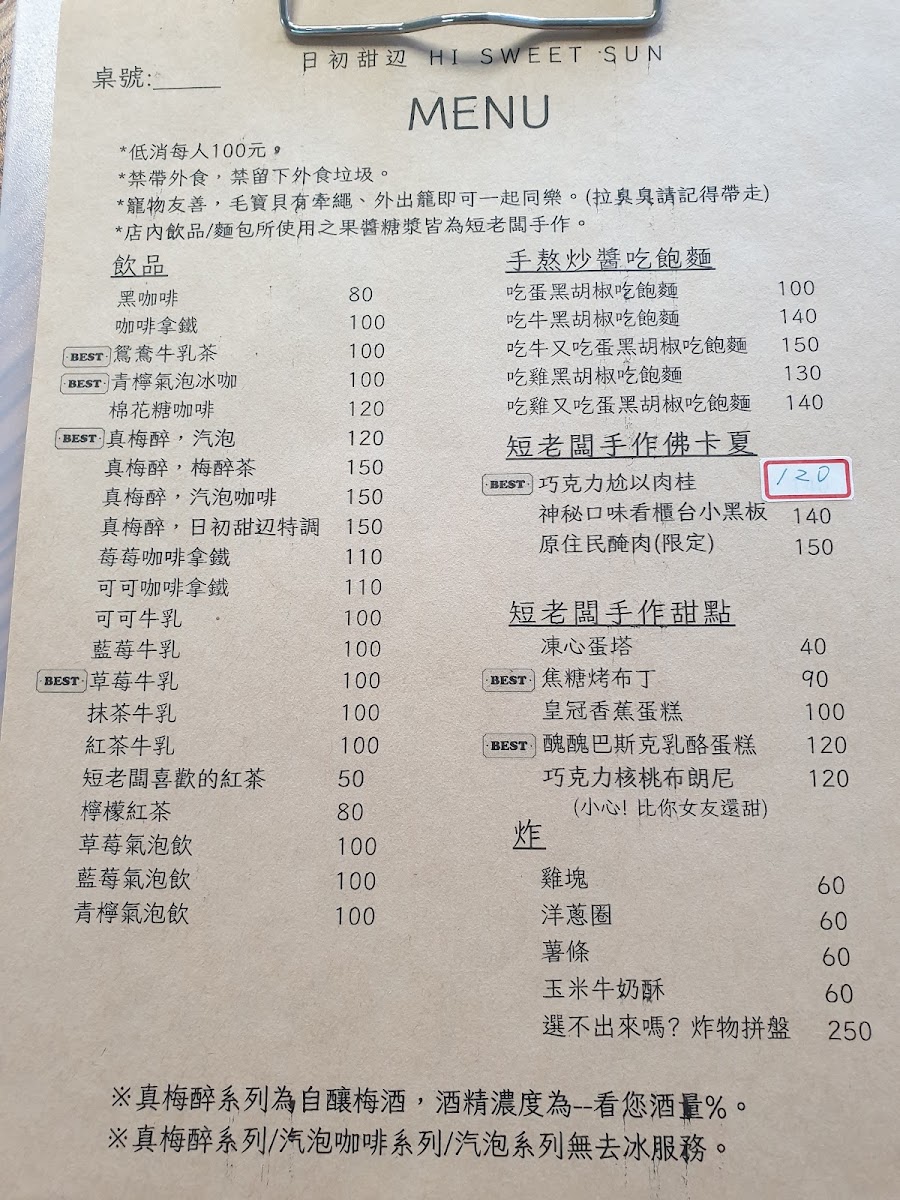 日初甜辺 HI SWEET SUN
桌號:_____
MENU
*低消每人100元。
*禁帶外食，禁留下外食垃圾。
*寵物友善，毛寶貝有牽繩、外出籠即可一起同樂。(拉臭臭請記得帶走)
*店內飲品/麵包所使用之果醬糖漿皆為短老闆手作。
飲品
黑咖啡 80
咖啡拿鐵 100
BEST 鴛鴦牛乳茶 100
BEST 青檸氣泡冰咖 100
棉花糖咖啡 120
BEST 真梅醉，汽泡 120
真梅醉，梅醉茶 150
真梅醉，汽泡咖啡 150
真梅醉，日初甜辺特調 150
莓莓咖啡拿鐵 110
可可咖啡拿鐵 110
可可牛乳 100
藍莓牛乳 100
BEST 草莓牛乳 100
抹茶牛乳 100
紅茶牛乳 100
短老闆喜歡的紅茶 50
檸檬紅茶 80
草莓氣泡飲 100
藍莓氣泡飲 100
青檸氣泡飲 100
手熬炒醬吃飽麵
吃蛋黑胡椒吃飽麵 100
吃牛黑胡椒吃飽麵 140
吃牛又吃蛋黑胡椒吃飽麵 150
吃雞黑胡椒吃飽麵 130
吃雞又吃蛋黑胡椒吃飽麵 140
短老闆手作佛卡夏
BEST 巧克力尬以肉桂 120
神秘口味看櫃台小黑板 140
原住民醃肉(限定) 150
短老闆手作甜點
凍心蛋塔 40
BEST 焦糖烤布丁 90
皇冠香蕉蛋糕 100
BEST 醜醜巴斯克乳酪蛋糕 120
巧克力核桃布朗尼 120
(小心! 比你女友還甜)
炸
雞塊 60
洋蔥圈 60
薯條 60
玉米牛奶酥 60
選不出來嗎? 炸物拼盤 250
※真梅醉系列為自釀梅酒，酒精濃度為--看您酒量%。
※真梅醉系列/汽泡咖啡系列/汽泡系列無去冰服務。